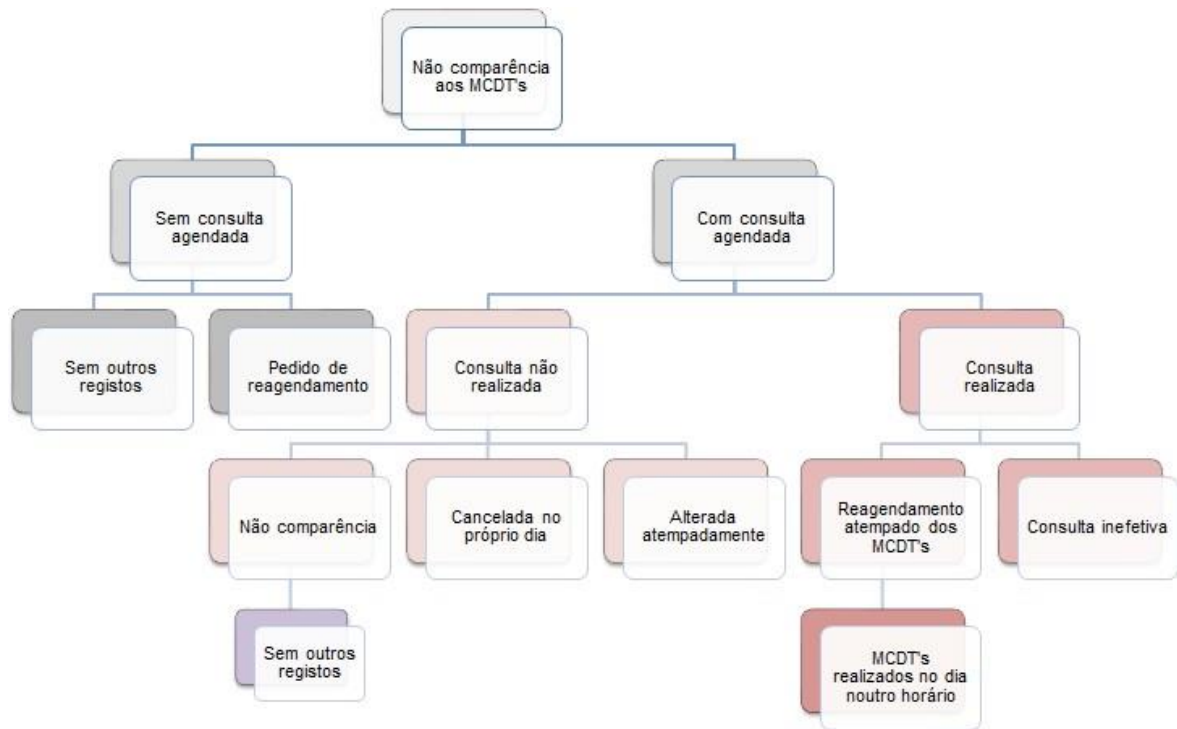 Não comparência
aos MCDT's
Sem consulta
agendada
Com consulta
agendada
Sem outros
registos
Pedido de
reagendamento
Consulta não
realizada
Consulta
realizada
Não comparência
Cancelada no
próprio dia
Alterada
atempadamente
Reagendamento
atempado dos
MCDT's
Consulta inefetiva
Sem outros
registos
MCDT's
realizados no dia
noutro horário